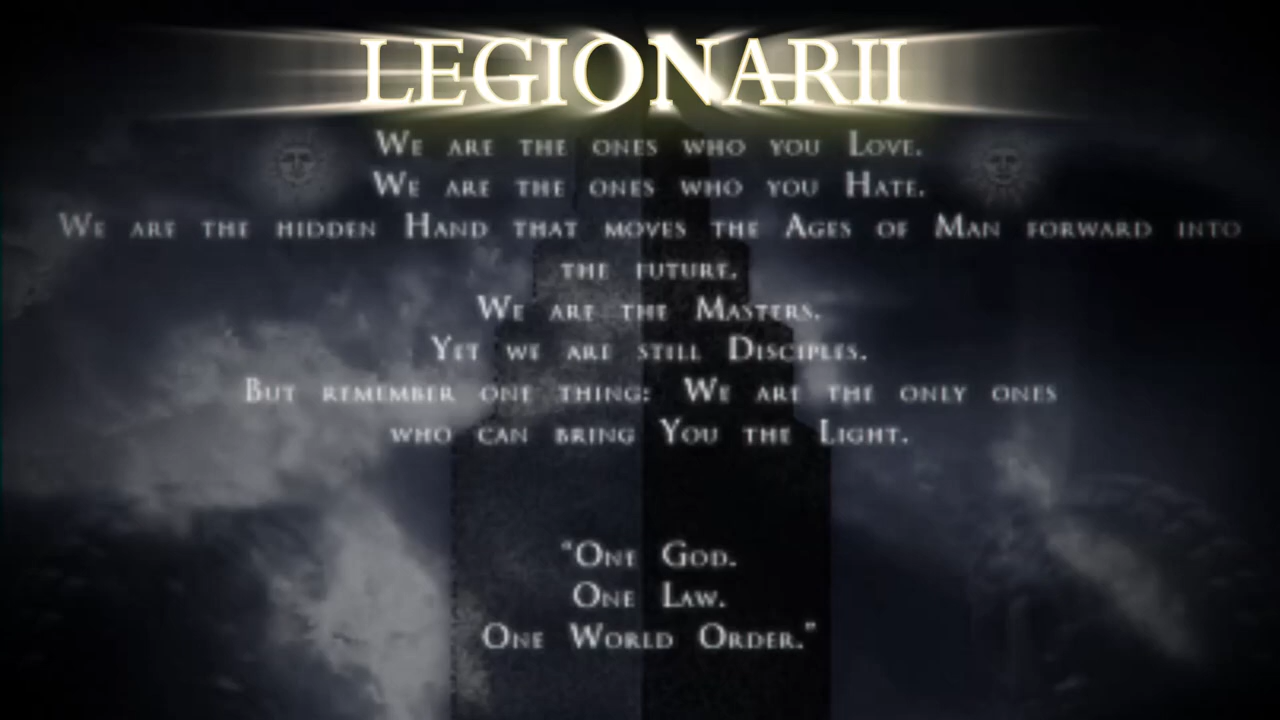 LEGIONARII
We are the ones who you Love.
We are the ones who you Hate.
We are the hidden Hand that moves the Ages of Man forward into
the future.
We are the Masters.
Yet we are still Disciples.
But remember one thing: We are the only ones
who can bring You the Light.
“One God.
One Law.
One World Order.”